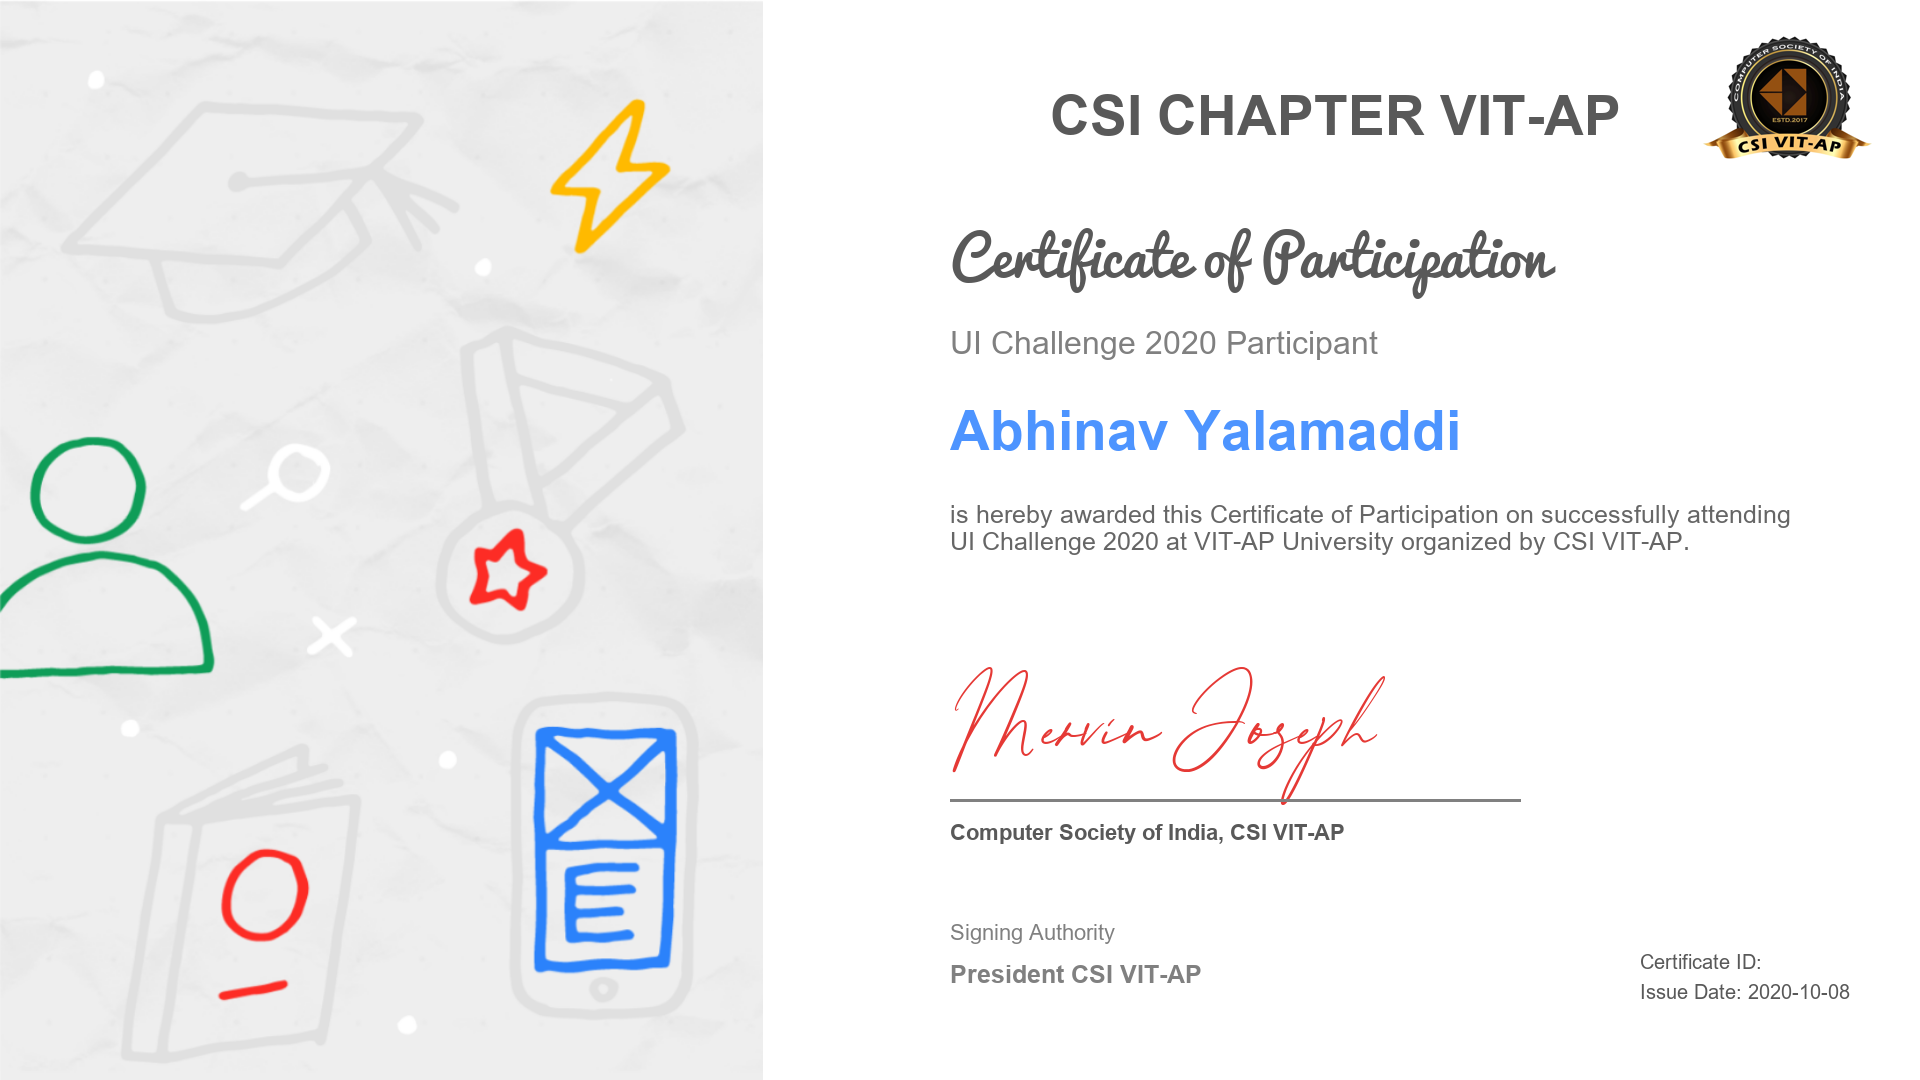 CSI CHAPTER VIT-AP
COMPUTER SOCIETY OF INDIA
ESTD.2017
CSI VIT-AP
Certificate of Participation
UI Challenge 2020 Participant
Abhinav Yalamaddi
is hereby awarded this Certificate of Participation on successfully attending
UI Challenge 2020 at VIT-AP University organized by CSI VIT-AP.
Mervin Joseph
Computer Society of India, CSI VIT-AP
Signing Authority
President CSI VIT-AP
Certificate ID:
Issue Date: 2020-10-08